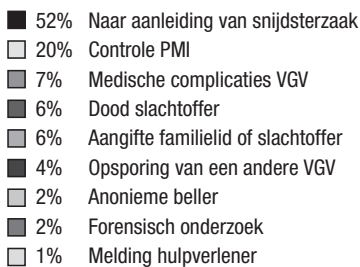 52% Naar aanleiding van snijdsterzaak
20% Controle PMI
7% Medische complicaties VGV
6% Dood slachtoffer
6% Aangifte familielid of slachtoffer
4% Opsporing van een andere VGV
2% Anonieme beller
2% Forensisch onderzoek
1% Melding hulpverlener